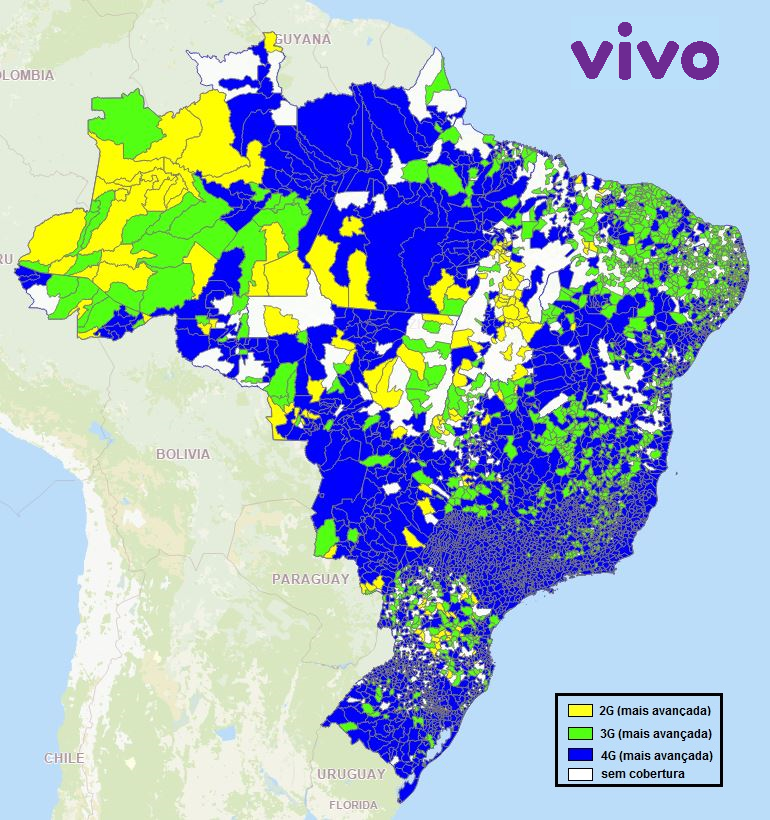 GUYANA
vivo
OLOMBIA
RU
BOLIVIA
PARAGUAY
2G (mais avançada)
3G (mais avançada)
4G (mais avançada)
sem cobertura
CHILE
URUGUAY
FLORIDA